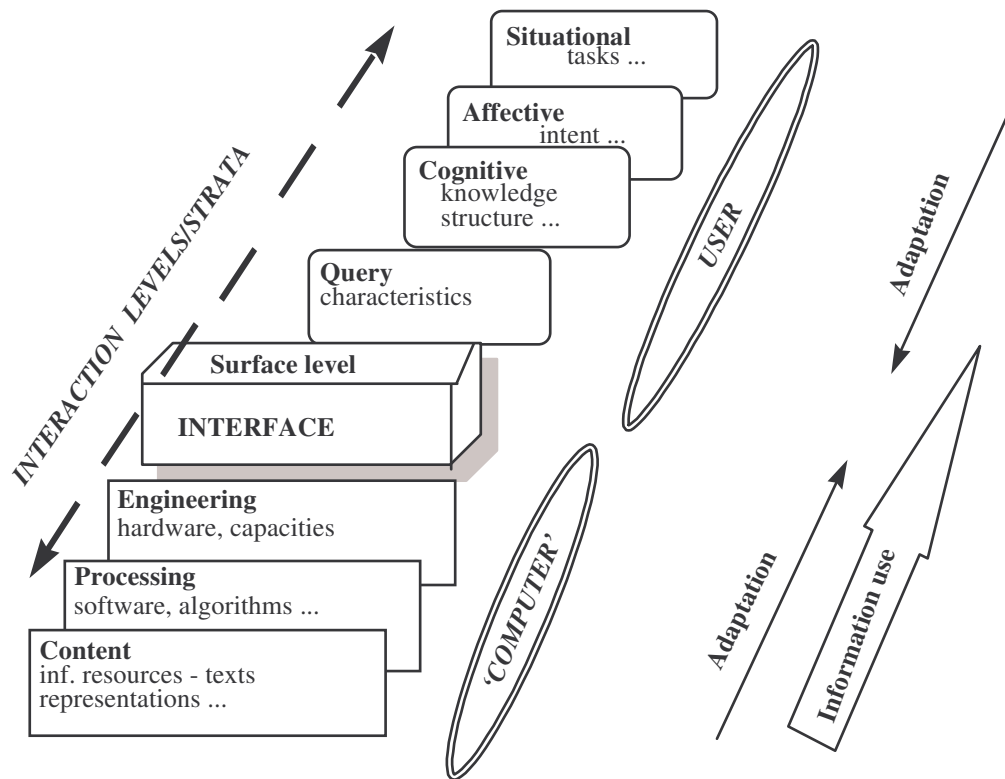 Situational
tasks ...
Affective
intent ...
Cognitive
knowledge
structure ...
Query
characteristics
Surface level
INTERFACE
Engineering
hardware, capacities
Processing
software, algorithms ...
Content
inf. resources - texts
representations ...
INTERACTION LEVELS/STRATA
USER
‘COMPUTER’
Adaptation
Adaptation
Information use